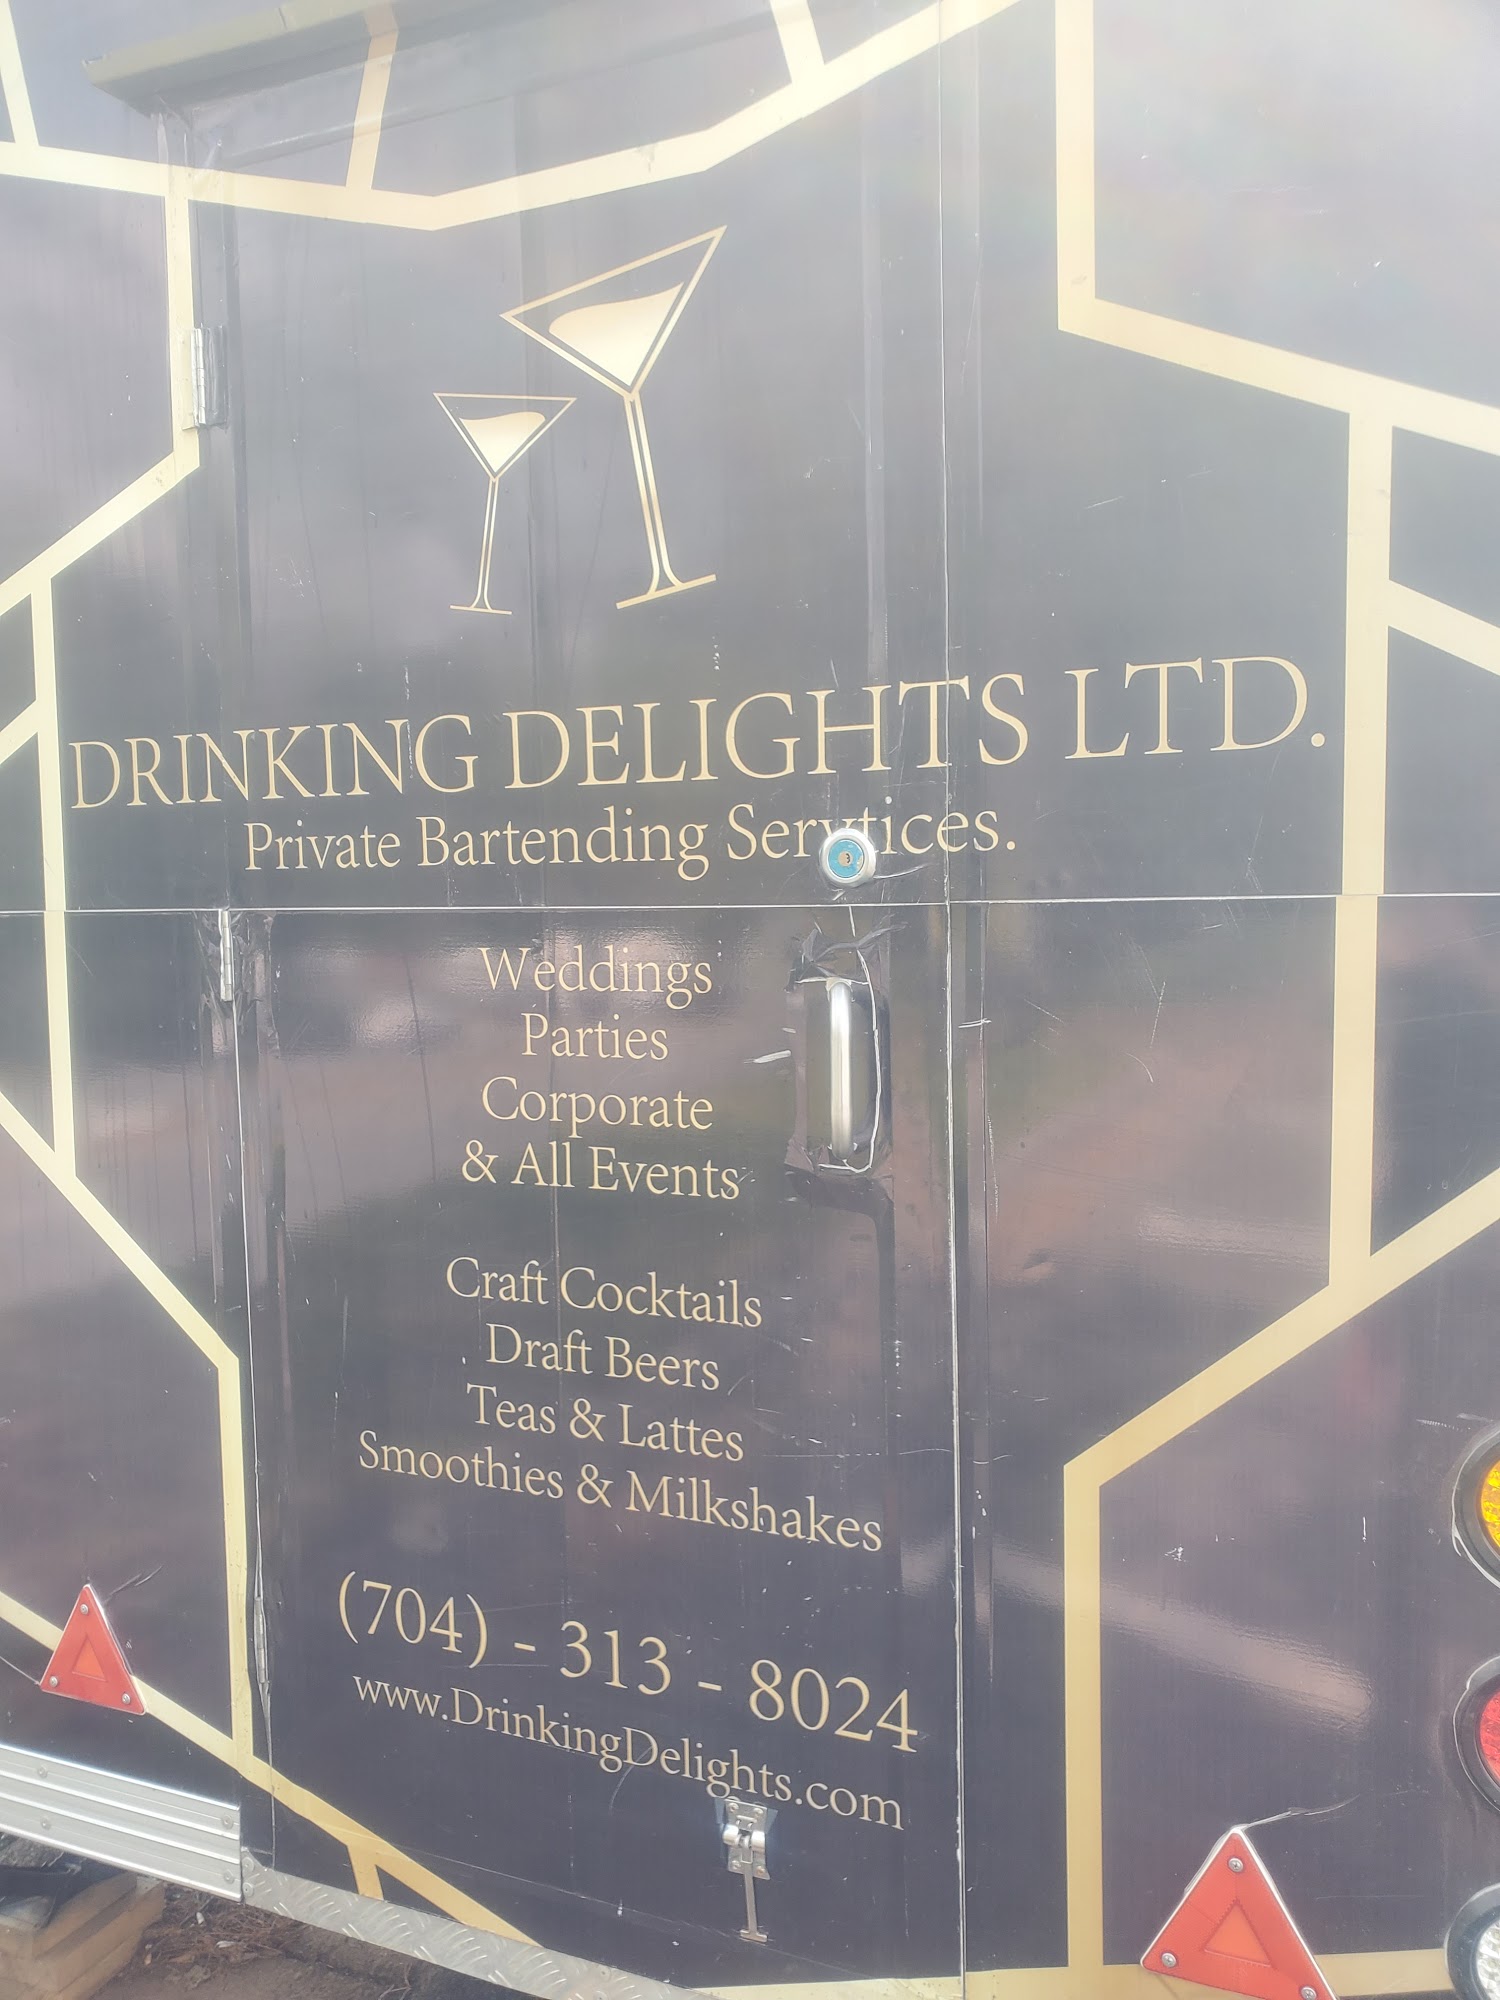 DRINKING DELIGHTS LTD.
Private Bartending Services.
Weddings
Parties
Corporate
& All Events
Craft Cocktails
Draft Beers
Teas & Lattes
Smoothies & Milkshakes
(704) - 313 - 8024
www.DrinkingDelights.com